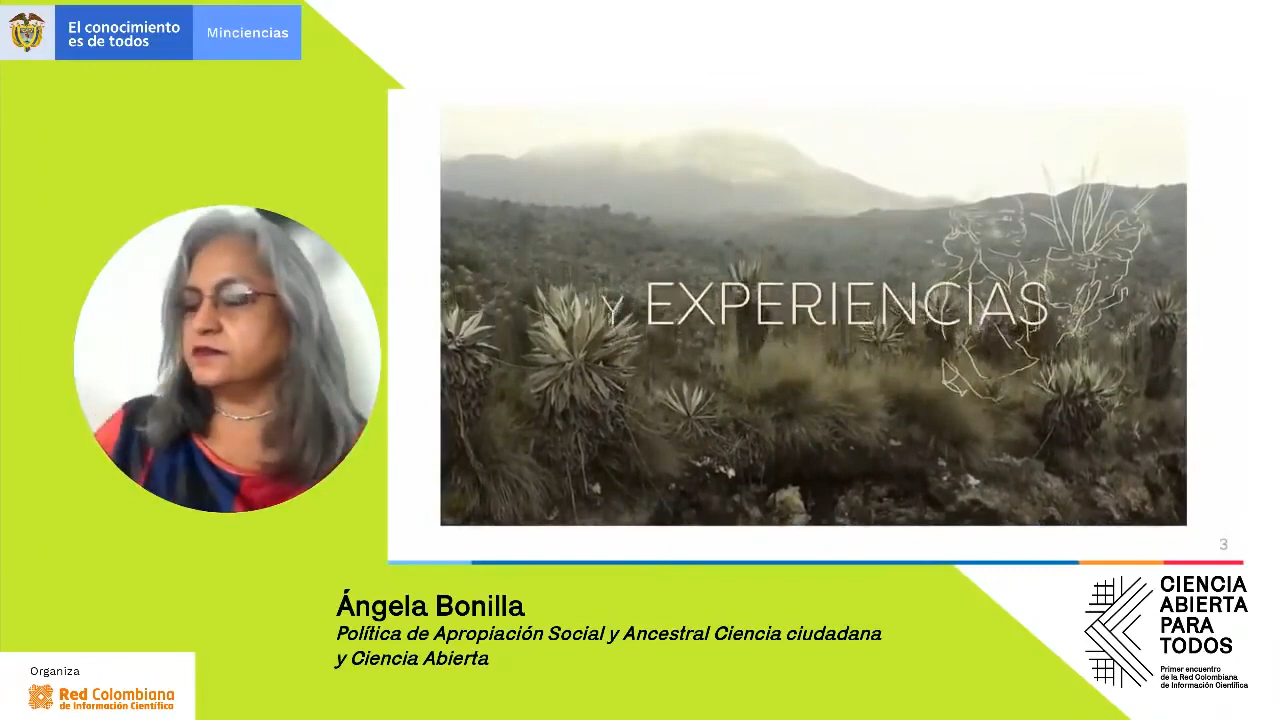 El conocimiento
es de todos
Minciencias
Y EXPERIENCIAS
3
Ángela Bonilla
Política de Apropiación Social y Ancestral Ciencia ciudadana
y Ciencia Abierta
CIENCIA
ABIERTA
PARA
TODOS
Primer encuentro
de la Red Colombiana
de Información Científica
Organiza
Red Colombiana
de Información Científica